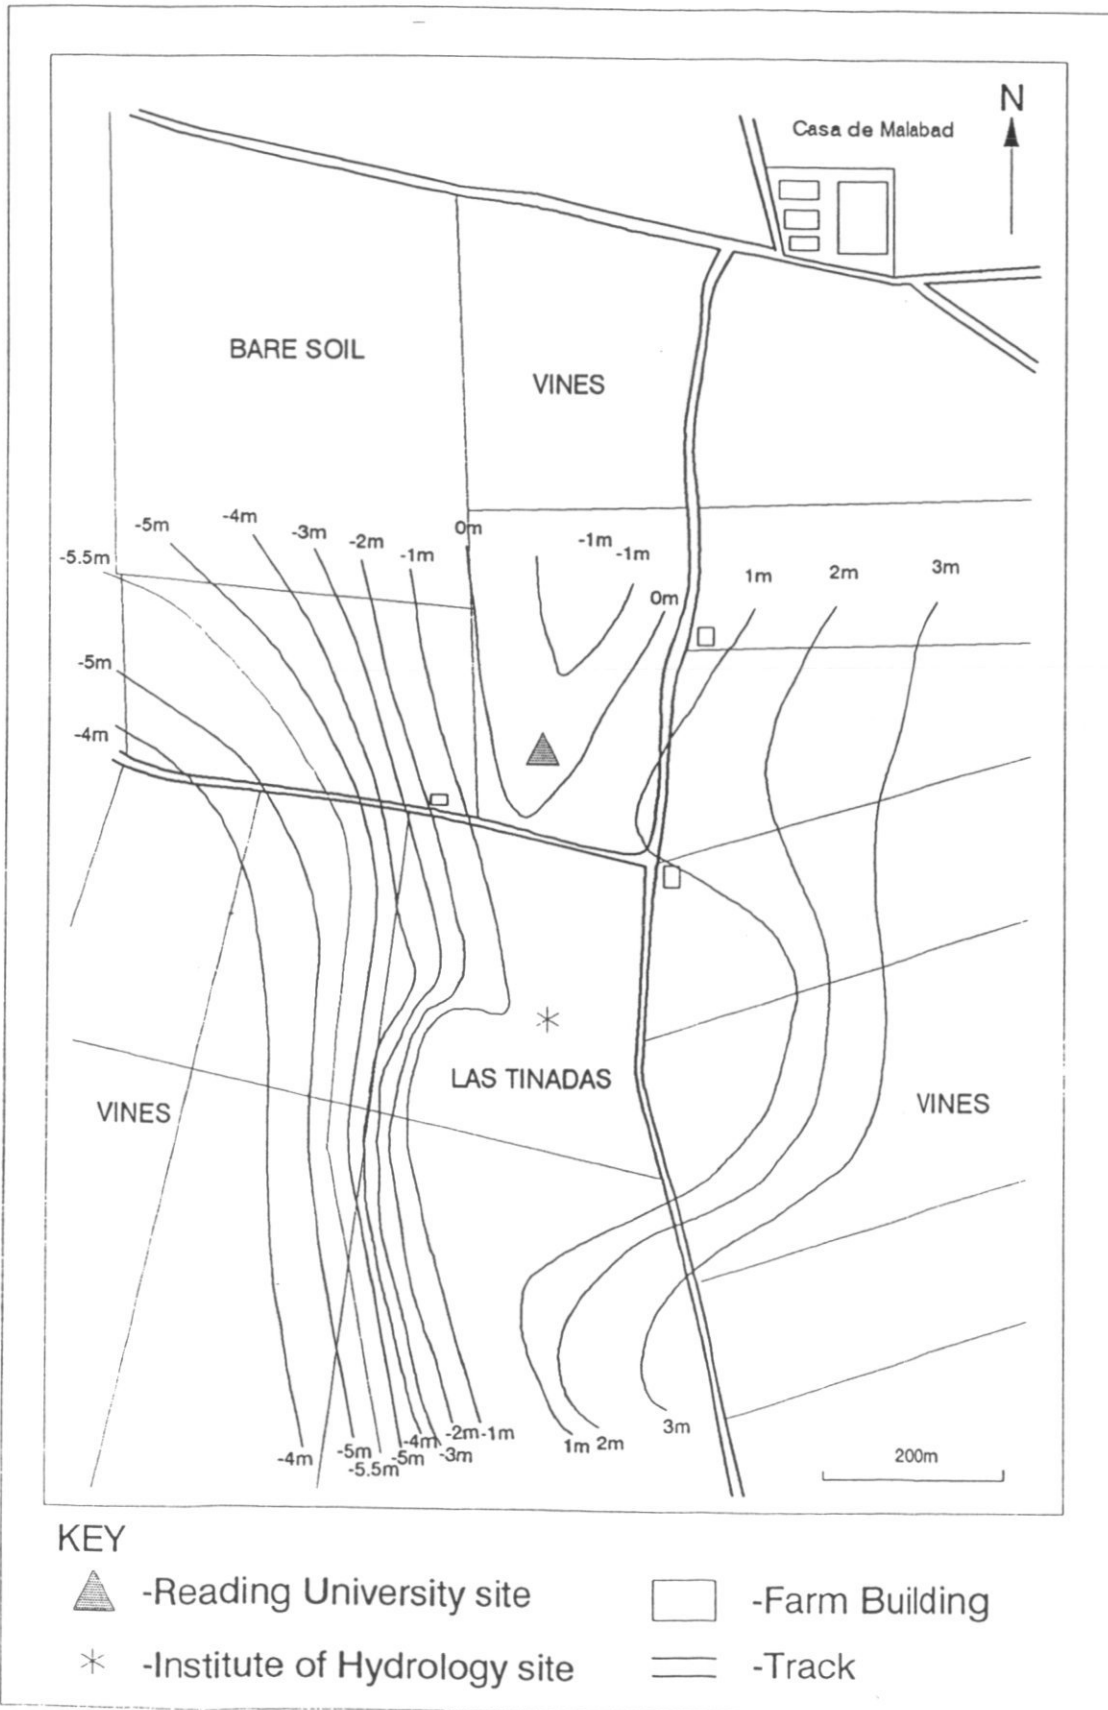 N
Casa de Malabad
BARE SOIL
VINES
-5.5m
-5m
-4m
-3m
-2m
-1m
0m
-1m
-1m
0m
1m
2m
3m
-5m
-4m
LAS TINADAS
VINES
VINES
-4m
-5m
-5.5m
-5m
-4m
-3m
-2m
-1m
1m
2m
3m
200m
KEY
-Reading University site
-Farm Building
-Institute of Hydrology site
-Track